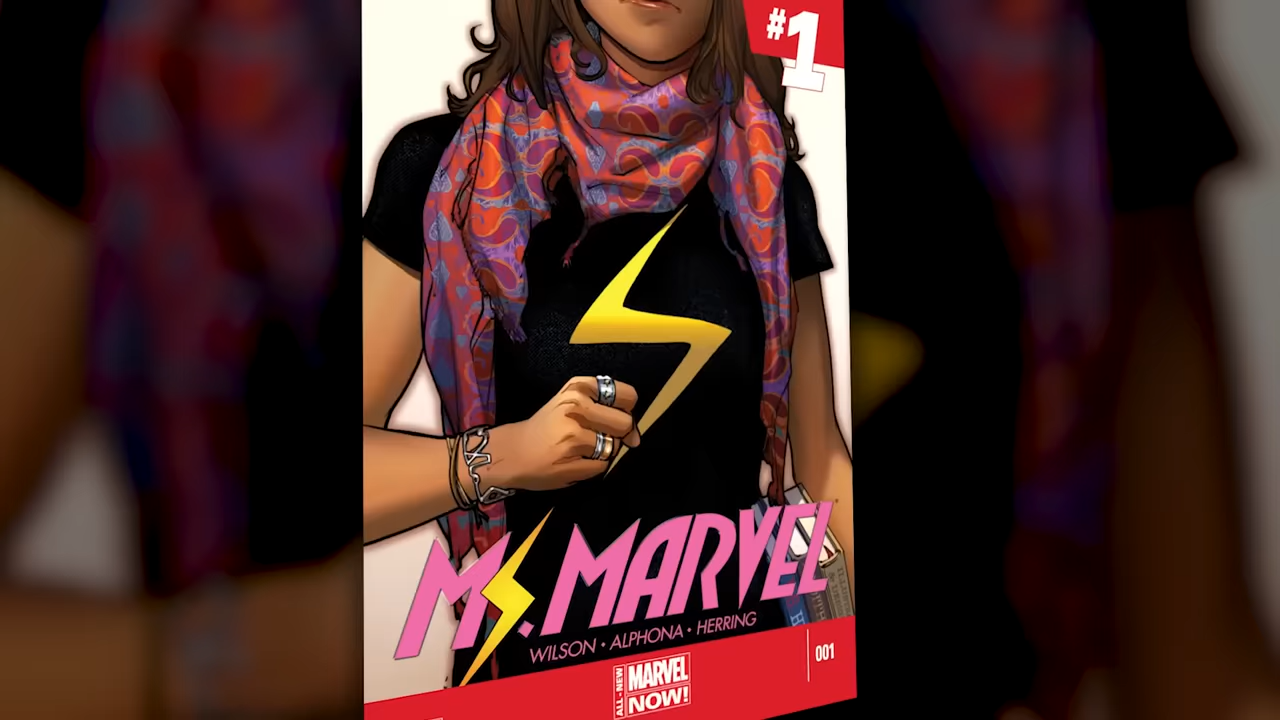 #1
Ms. MARVEL
WILSON • ALPHONA • HERRING
001
ALL-NEW
MARVEL
NOW!